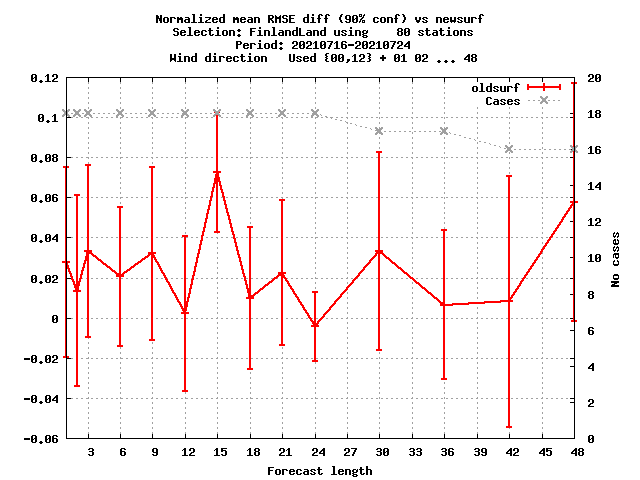 Normalized mean RMSE diff (90% conf) vs newsurf
Selection: FinlandLand using    80 stations
Period: 20210716-20210724
Wind direction   Used {00,12} + 01 02 ... 48
oldsurf
Cases
0.12
0.1
0.08
0.06
0.04
0.02
0
-0.02
-0.04
-0.06
20
18
16
14
12
10
8
6
4
2
0
No cases
3 6 9 12 15 18 21 24 27 30 33 36 39 42 45 48
Forecast length